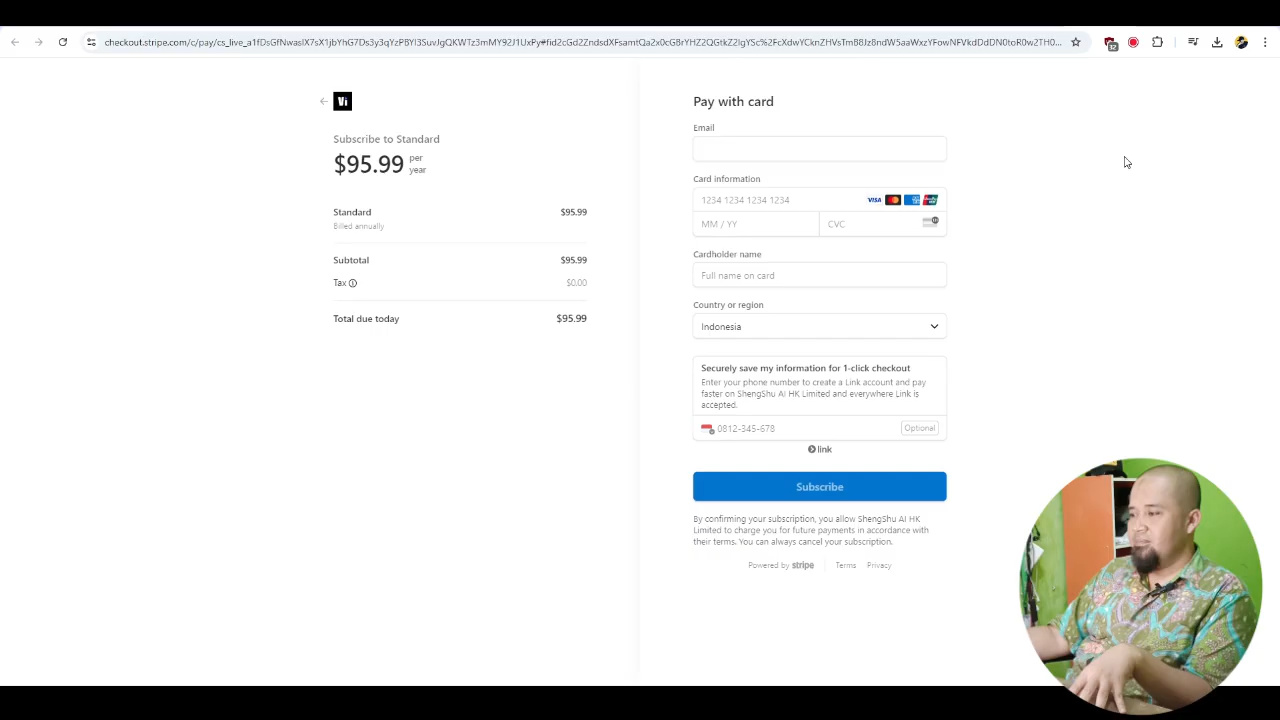 Vi
Subscribe to Standard
$95.99 per
year
Standard $95.99
Billed annually
Subtotal $95.99
Tax $0.00
Total due today $95.99
Pay with card
Email
Card information
1234 1234 1234 1234 VISA
MM / YY CVC
Cardholder name
Full name on card
Country or region
Indonesia
Securely save my information for 1-click checkout
Enter your phone number to create a Link account and pay
faster on ShengShu AI HK Limited and everywhere Link is
accepted.
0812-345-678 Optional
link
Subscribe
By confirming your subscription, you allow ShengShu AI HK
Limited to charge you for future payments in accordance with
their terms. You can always cancel your subscription.
Powered by stripe Terms Privacy